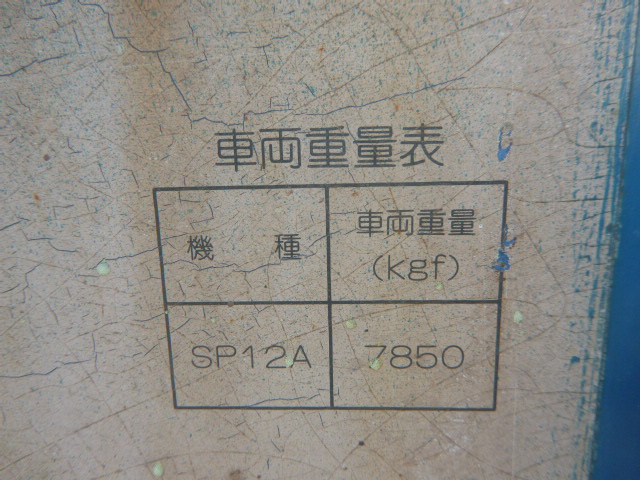 車両重量表
機 種
車両重量
(kgf)
SP12A
7850